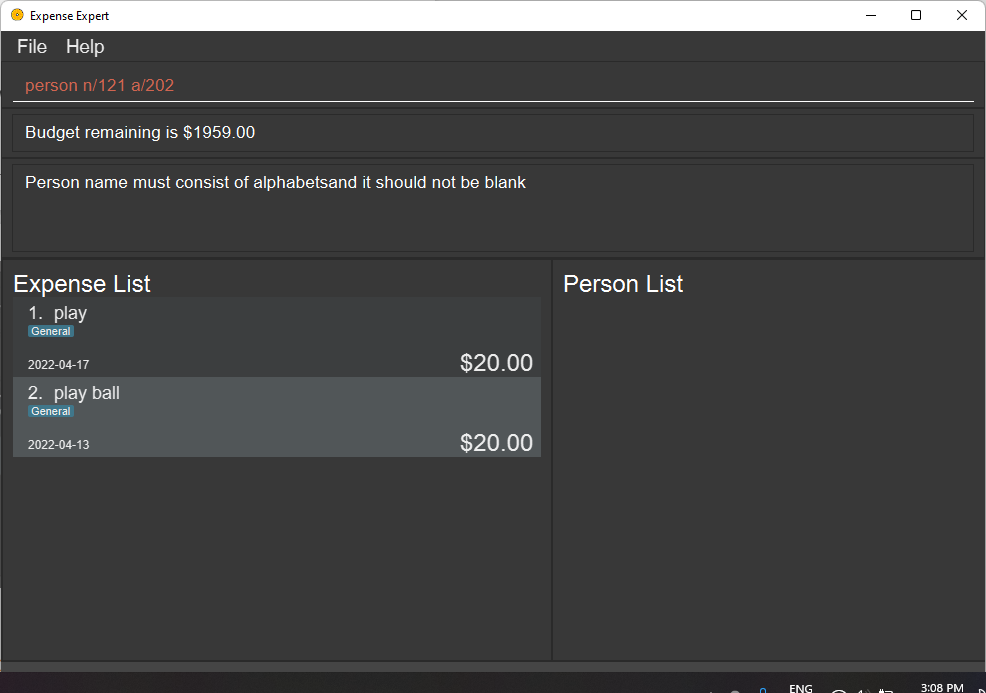 Expense Expert
File Help
person n/121 a/202
Budget remaining is $1959.00
Person name must consist of alphabetsand it should not be blank
Expense List
1. play
General
2022-04-17 $20.00
2. play ball
General
2022-04-13 $20.00
Person List
ENG
3:08 PM